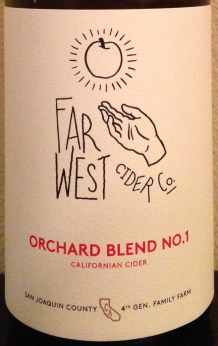 FAR
WEST
CIDER CO.
ORCHARD BLEND NO.1
CALIFORNIAN CIDER
SAN JOAQUIN COUNTY 4TH GEN. FAMILY FARM